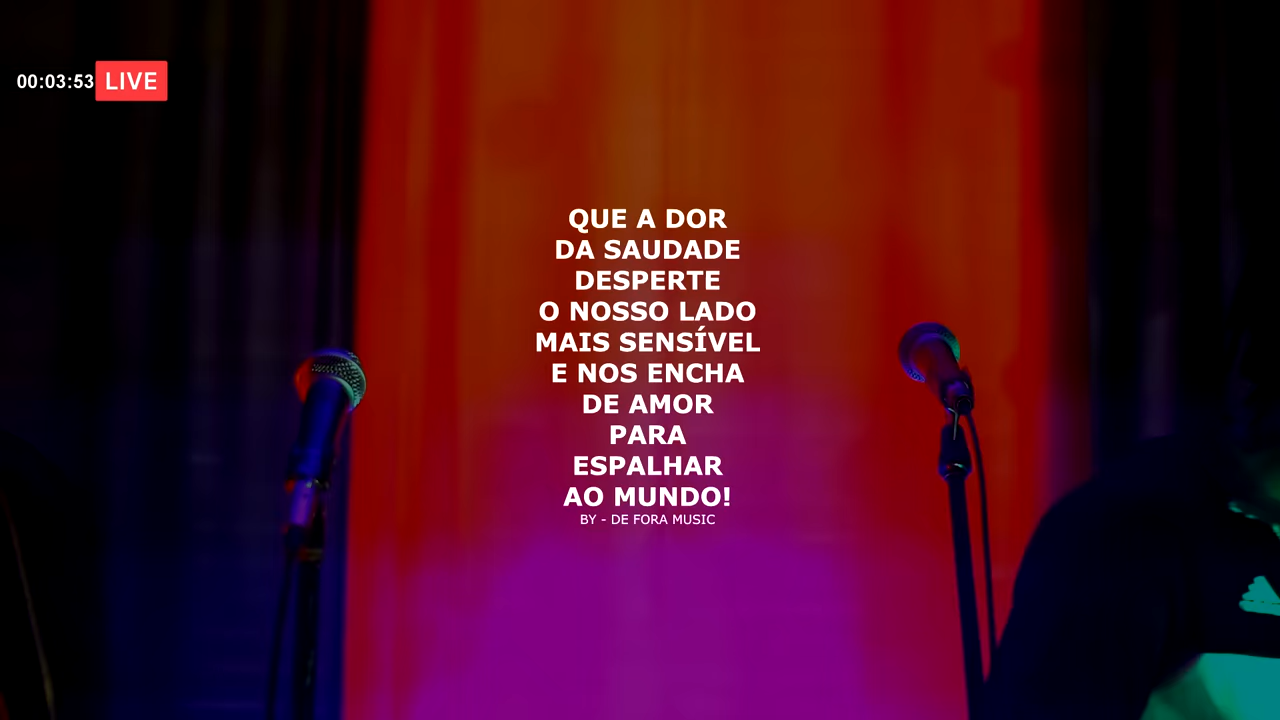 00:03:53 LIVE
QUE A DOR
DA SAUDADE
DESPERTE
O NOSSO LADO
MAIS SENSÍVEL
E NOS ENCHA
DE AMOR
PARA
ESPALHAR
AO MUNDO!
BY - DE FORA MUSIC